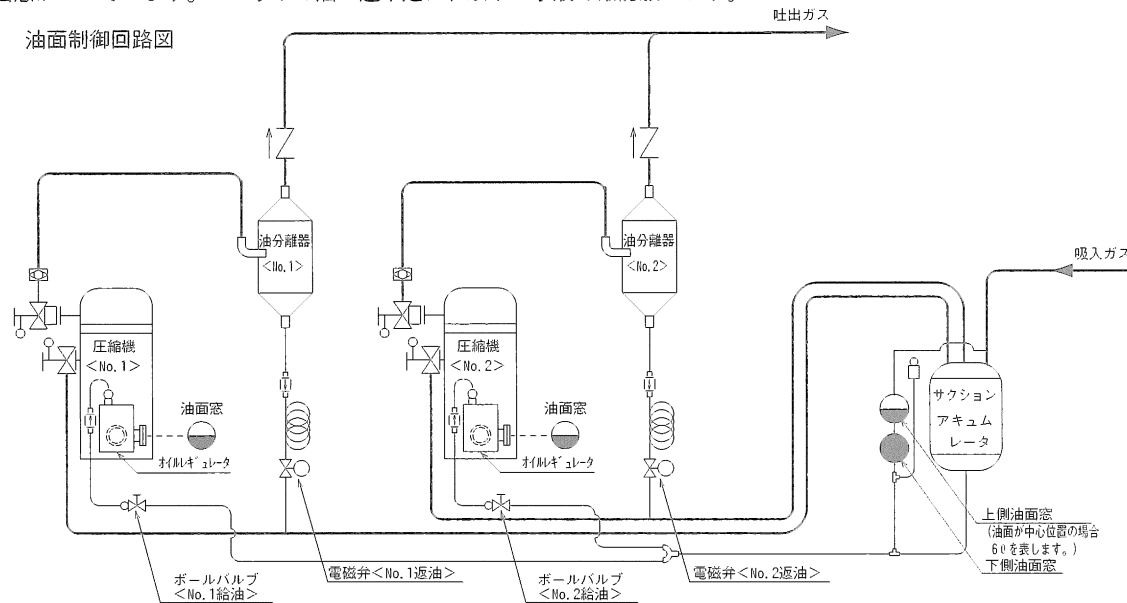 吐出ガス
油面制御回路図
油分離器
<No.1>
油分離器
<No.2>
吸入ガス
圧縮機
<No.1>
圧縮機
<No.2>
サクション
アキュム
レータ
油面窓
油面窓
オイルレギュレータ
オイルレギュレータ
上側油面窓
(油面が中心位置の場合
6ℓを表します。)
下側油面窓
ボールバルブ
<No.1給油>
電磁弁<No.1返油>
ボールバルブ
<No.2給油>
電磁弁<No.2返油>